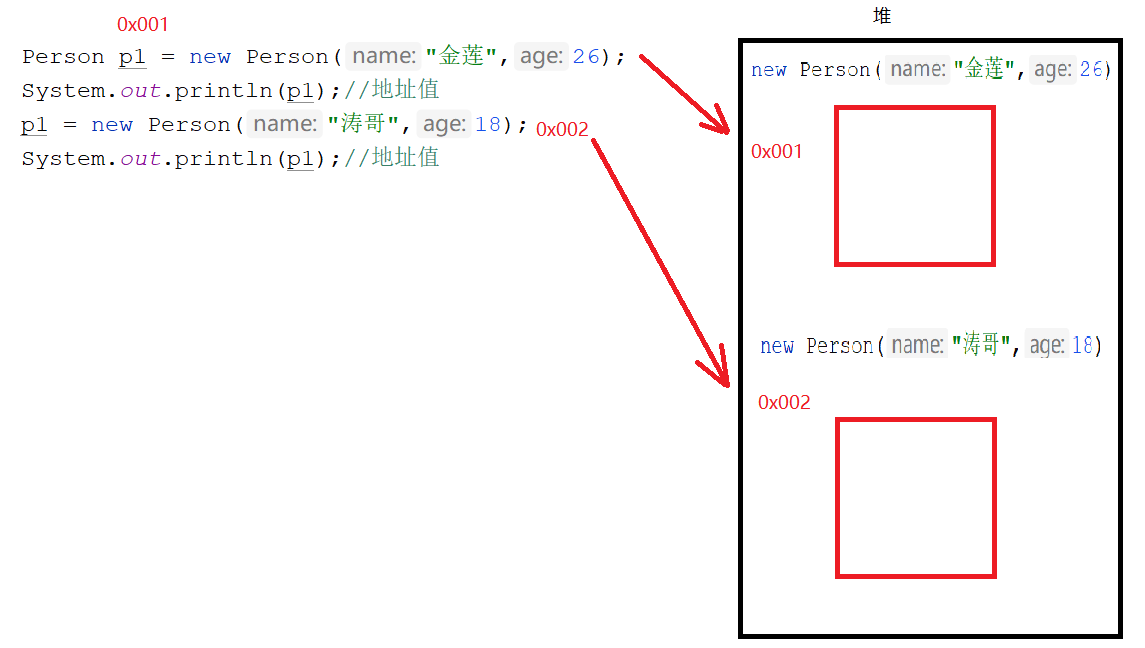 0x001
Person p1 = new Person( name: "金莲", age: 26);
System.out.println(p1);//地址值
p1 = new Person( name: "涛哥", age: 18); 0x002
System.out.println(p1);//地址值
堆
new Person( name: "金莲", age: 26)
0x001
new Person( name: "涛哥", age: 18)
0x002